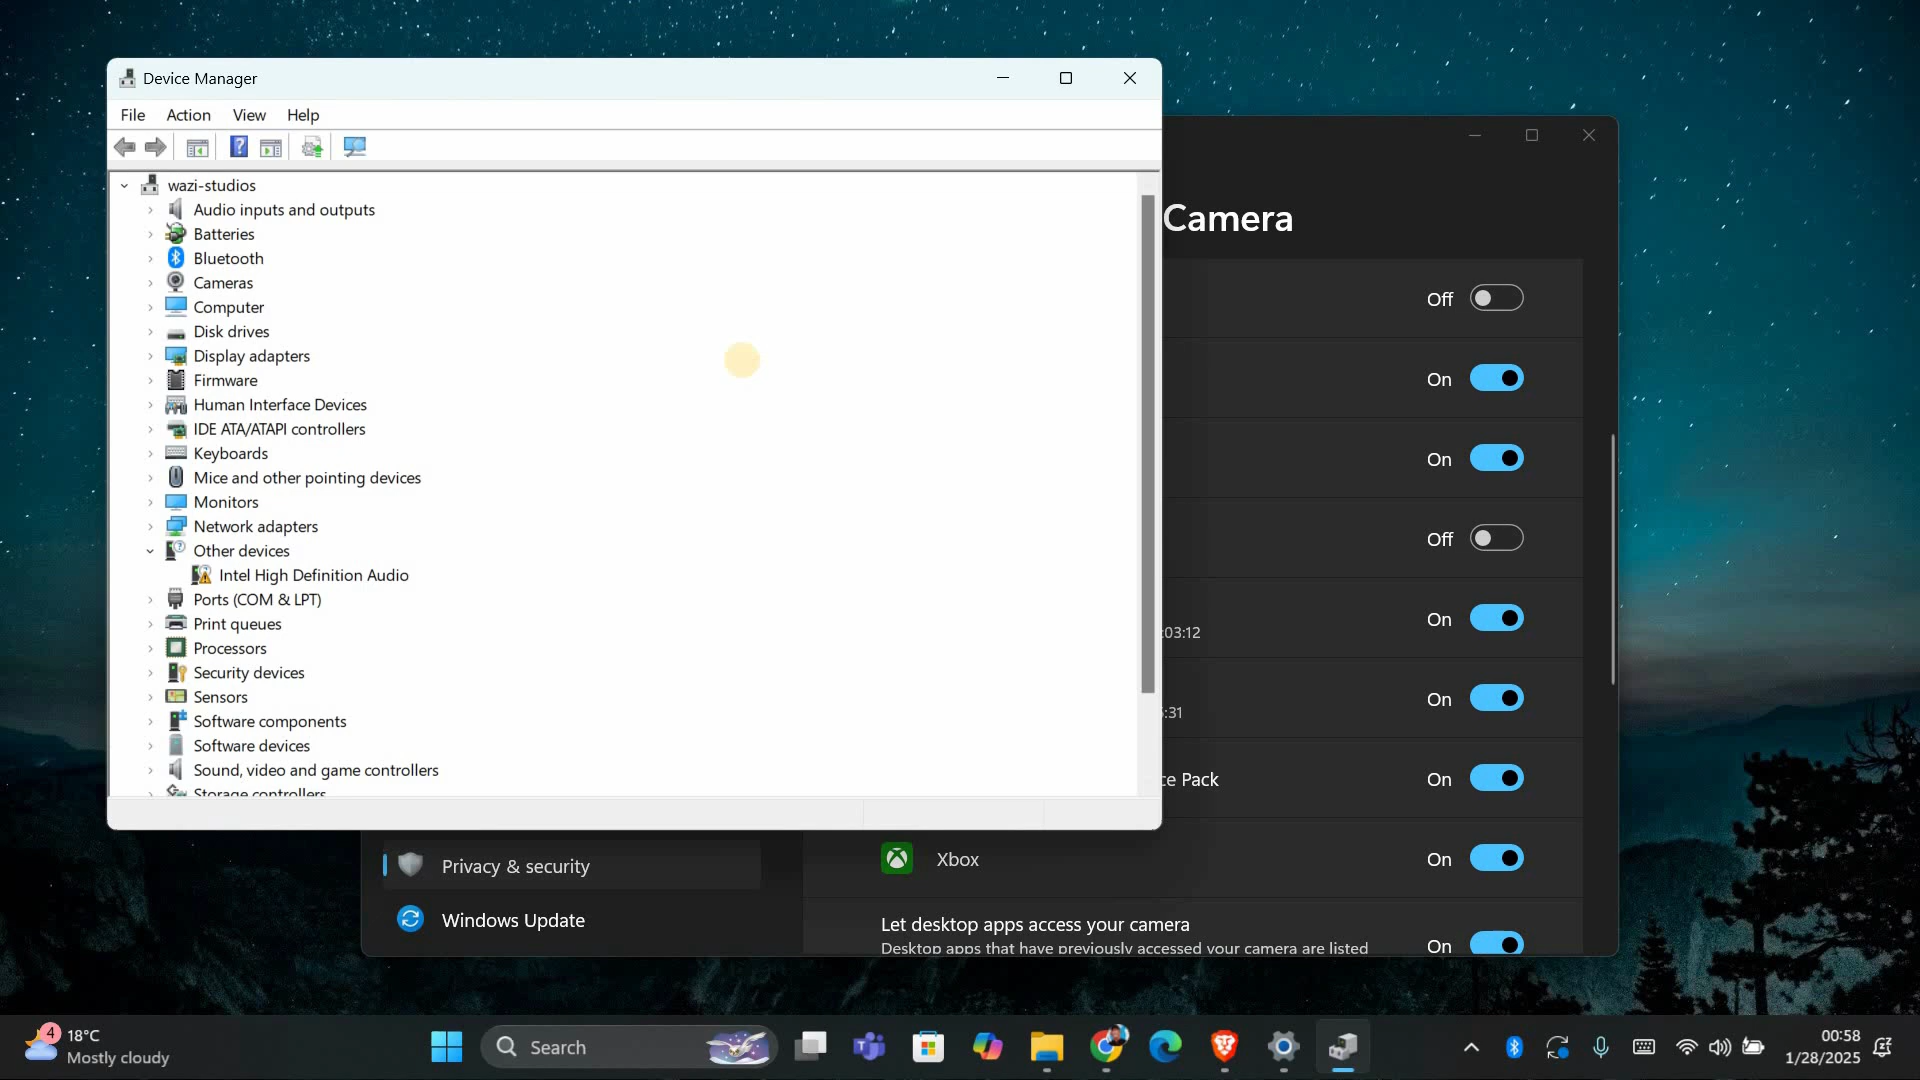 Device Manager
File Action View Help
wazi-studios
Audio inputs and outputs
Batteries
Bluetooth
Cameras
Computer
Disk drives
Display adapters
Firmware
Human Interface Devices
IDE ATA/ATAPI controllers
Keyboards
Mice and other pointing devices
Monitors
Network adapters
Other devices
Intel High Definition Audio
Ports (COM & LPT)
Print queues
Processors
Security devices
Sensors
Software components
Software devices
Sound, video and game controllers
Storage controllers
Camera
Off
On
On
Off
On
:03:12
On
:31
ce Pack
On
Xbox
On
Let desktop apps access your camera
Desktop apps that have previously accessed your camera are listed
On
Privacy & security
Windows Update
4
18°C
Mostly cloudy
Search
00:58
1/28/2025